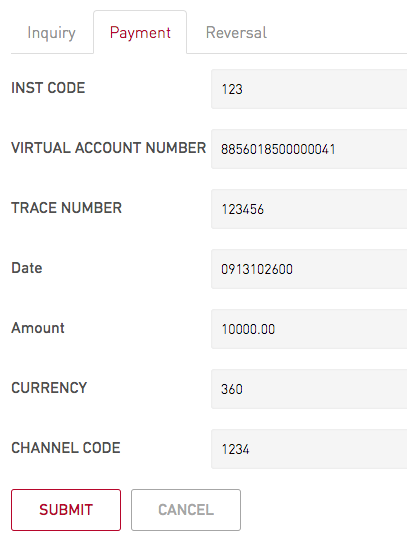 Inquiry Payment Reversal
INST CODE 123
VIRTUAL ACCOUNT NUMBER 8856018500000041
TRACE NUMBER 123456
Date 0913102600
Amount 10000.00
CURRENCY 360
CHANNEL CODE 1234
SUBMIT CANCEL